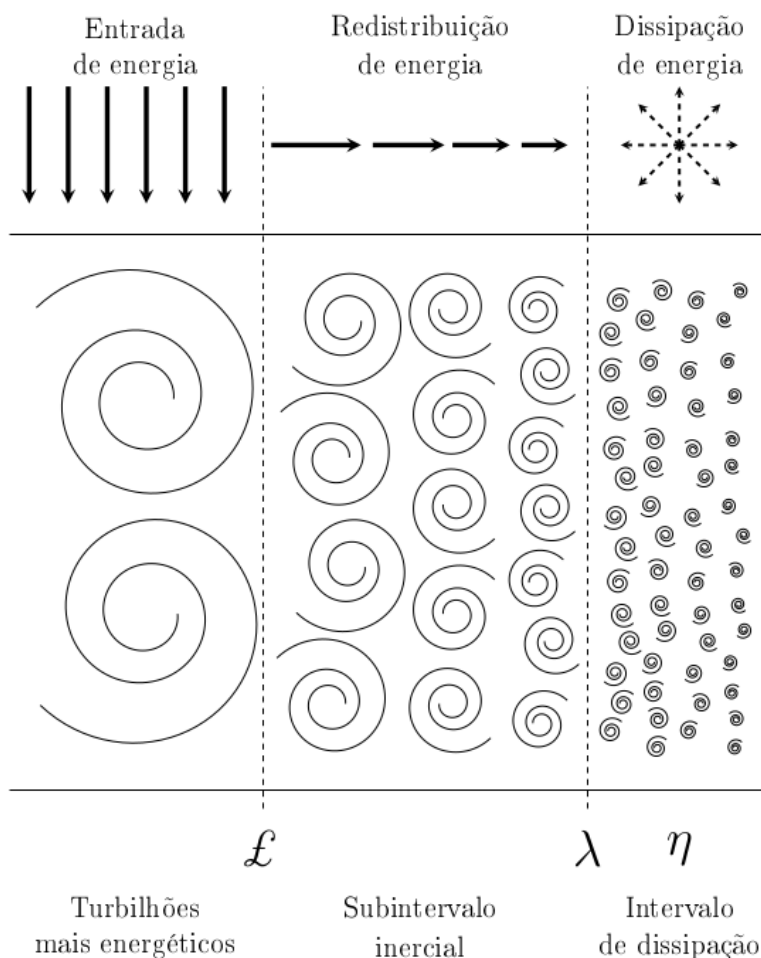 Entrada
de energia
Redistribuição
de energia
Dissipação
de energia
£
λ
η
Turbilhões
mais energéticos
Subintervalo
inercial
Intervalo
de dissipação